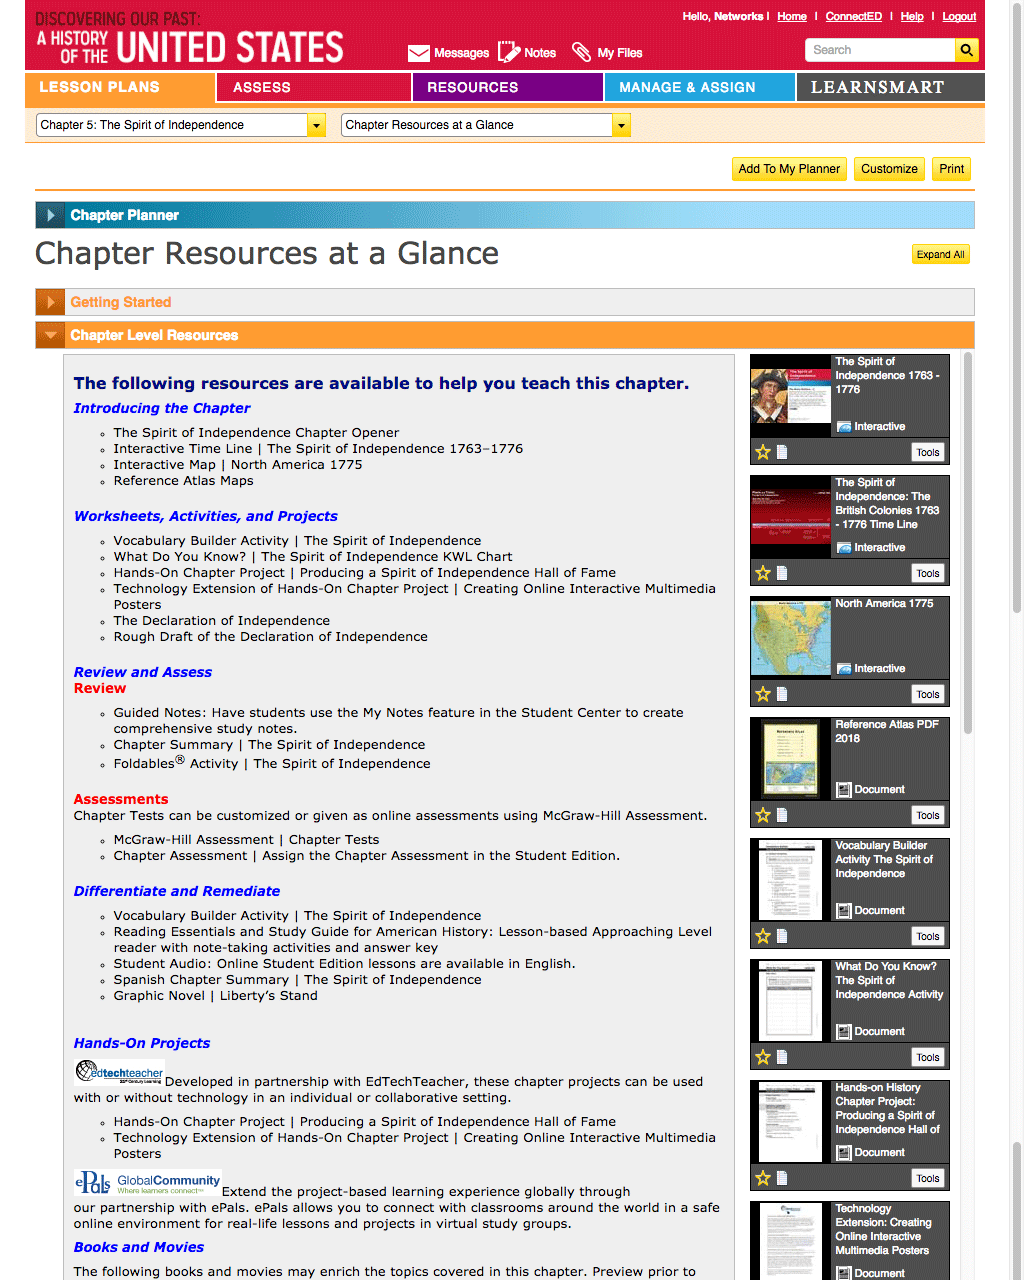 DISCOVERING OUR PAST:
A HISTORY OF THE UNITED STATES
Hello, Networks | Home | ConnectED | Help | Logout
Messages Notes My Files
Search
LESSON PLANS ASSESS RESOURCES MANAGE & ASSIGN LEARNSMART
Chapter 5: The Spirit of Independence Chapter Resources at a Glance
Add To My Planner Customize Print
Chapter Planner
Chapter Resources at a Glance
Expand All
Getting Started
Chapter Level Resources
The following resources are available to help you teach this chapter.
Introducing the Chapter
The Spirit of Independence Chapter Opener
Interactive Time Line | The Spirit of Independence 1763–1776
Interactive Map | North America 1775
Reference Atlas Maps
Worksheets, Activities, and Projects
Vocabulary Builder Activity | The Spirit of Independence
What Do You Know? | The Spirit of Independence KWL Chart
Hands-On Chapter Project | Producing a Spirit of Independence Hall of Fame
Technology Extension of Hands-On Chapter Project | Creating Online Interactive Multimedia
Posters
The Declaration of Independence
Rough Draft of the Declaration of Independence
Review and Assess
Review
Guided Notes: Have students use the My Notes feature in the Student Center to create
comprehensive study notes.
Chapter Summary | The Spirit of Independence
Foldables® Activity | The Spirit of Independence
Assessments
Chapter Tests can be customized or given as online assessments using McGraw-Hill Assessment.
McGraw-Hill Assessment | Chapter Tests
Chapter Assessment | Assign the Chapter Assessment in the Student Edition.
Differentiate and Remediate
Vocabulary Builder Activity | The Spirit of Independence
Reading Essentials and Study Guide for American History: Lesson-based Approaching Level
reader with note-taking activities and answer key
Student Audio: Online Student Edition lessons are available in English.
Spanish Chapter Summary | The Spirit of Independence
Graphic Novel | Liberty's Stand
Hands-On Projects
edtechteacher
21st Century Learning
Developed in partnership with EdTechTeacher, these chapter projects can be used
with or without technology in an individual or collaborative setting.
Hands-On Chapter Project | Producing a Spirit of Independence Hall of Fame
Technology Extension of Hands-On Chapter Project | Creating Online Interactive Multimedia
Posters
ePals GlobalCommunity
Where learners connect™
Extend the project-based learning experience globally through
our partnership with ePals. ePals allows you to connect with classrooms around the world in a safe
online environment for real-life lessons and projects in virtual study groups.
Books and Movies
The following books and movies may enrich the topics covered in this chapter. Preview prior to
The Spirit of
Independence 1763 -
1776
Interactive
Tools
The Spirit of
Independence: The
British Colonies 1763
- 1776 Time Line
Interactive
Tools
North America 1775
Interactive
Tools
Reference Atlas PDF
2018
Document
Tools
Vocabulary Builder
Activity The Spirit of
Independence
Document
Tools
What Do You Know?
The Spirit of
Independence Activity
Document
Tools
Hands-on History
Chapter Project:
Producing a Spirit of
Independence Hall of
Document
Tools
Technology
Extension: Creating
Online Interactive
Multimedia Posters
Document